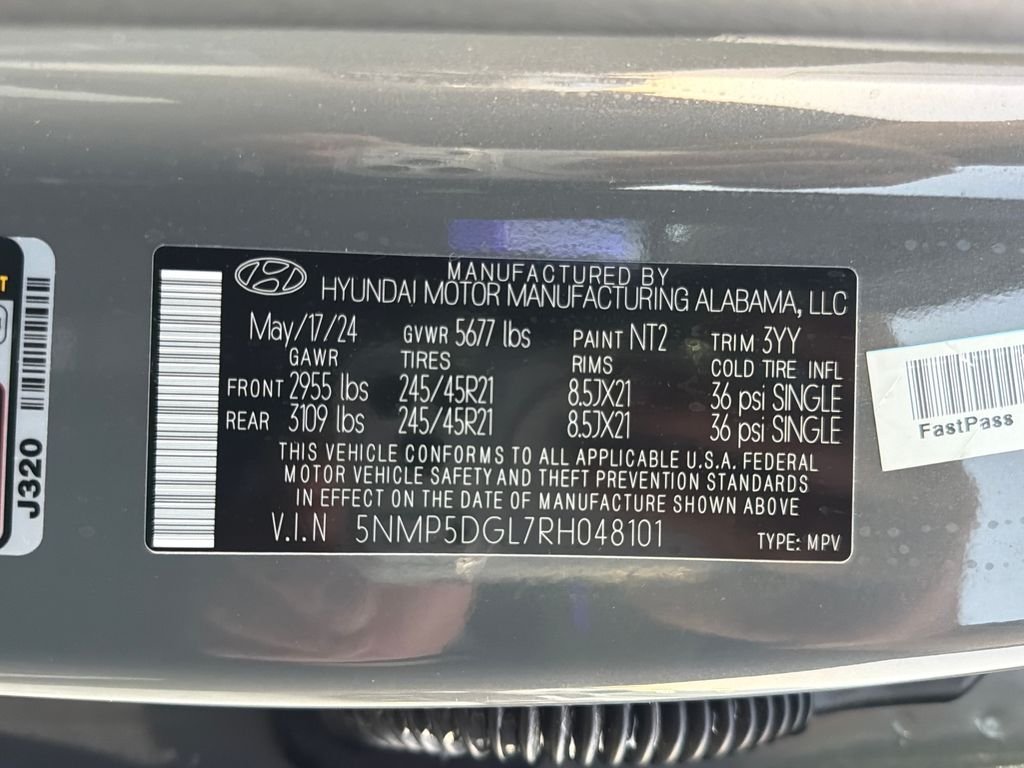 MANUFACTURED BY
HYUNDAI MOTOR MANUFACTURING ALABAMA, LLC
May/17/24 GVWR 5677 lbs PAINT NT2 TRIM 3YY
GAWR TIRES RIMS COLD TIRE INFL
FRONT 2955 lbs 245/45R21 8.5JX21 36 psi SINGLE
REAR 3109 lbs 245/45R21 8.5JX21 36 psi SINGLE
THIS VEHICLE CONFORMS TO ALL APPLICABLE U.S.A. FEDERAL
MOTOR VEHICLE SAFETY AND THEFT PREVENTION STANDARDS
IN EFFECT ON THE DATE OF MANUFACTURE SHOWN ABOVE
V.I.N 5NMP5DGL7RH048101 TYPE: MPV
J320
FastPass